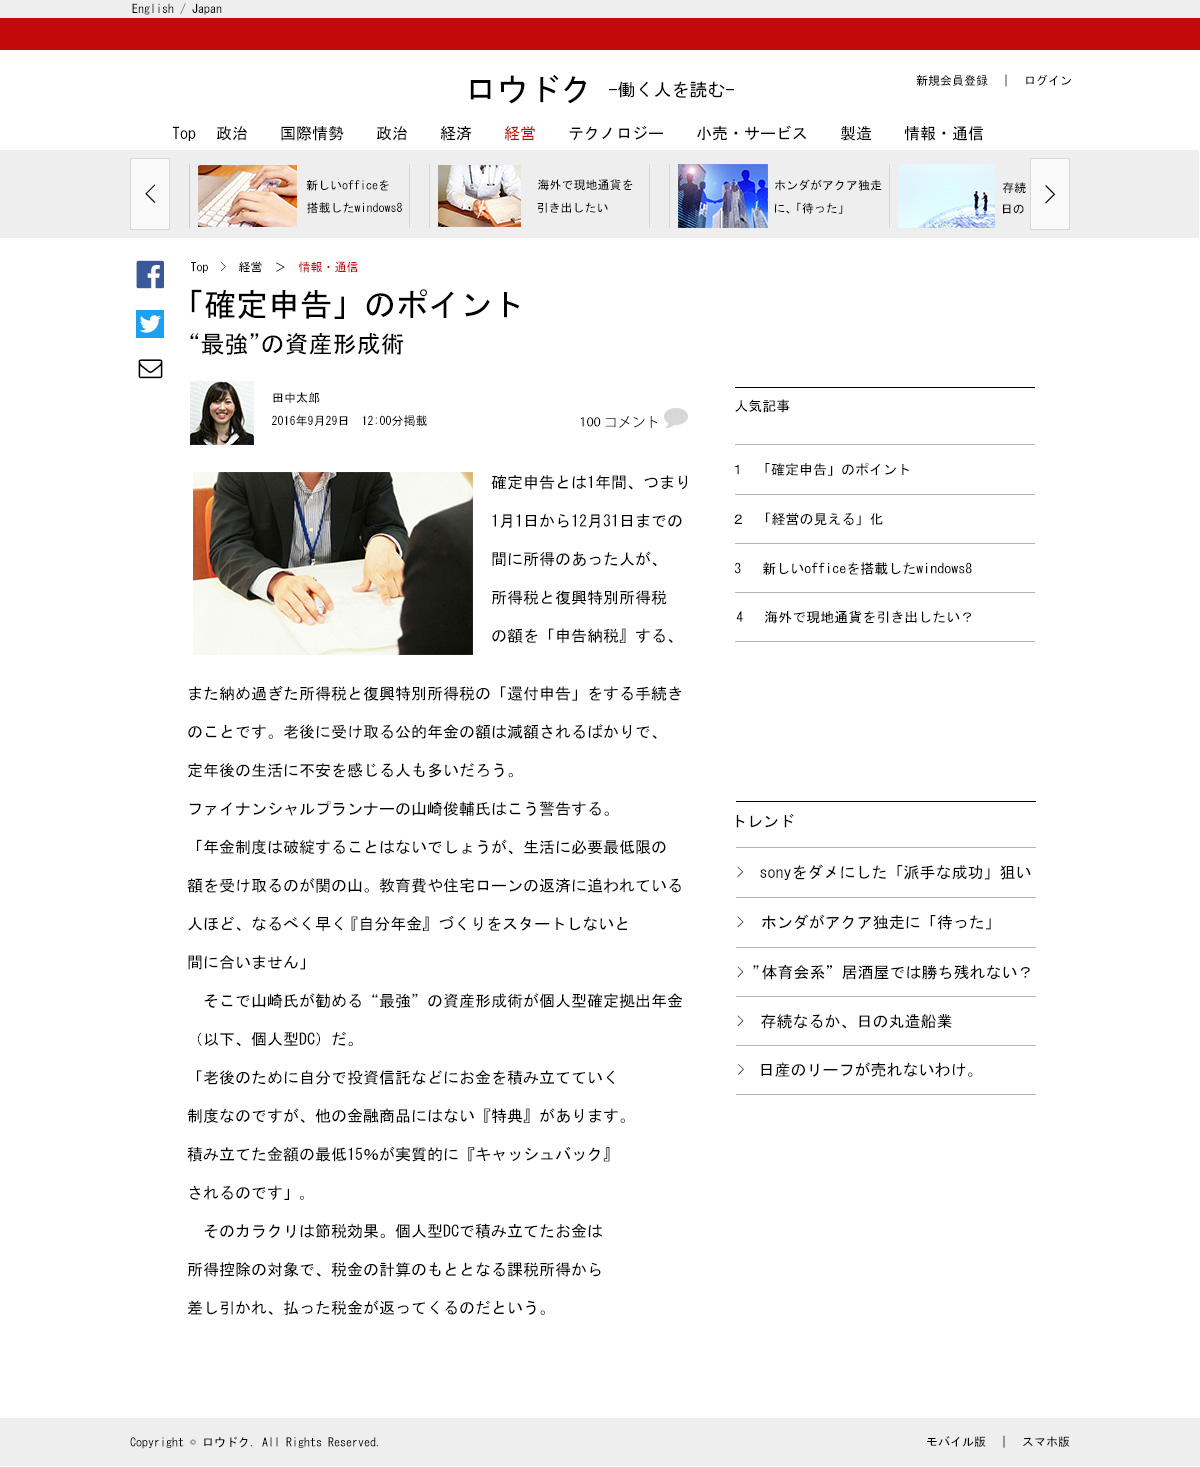 English / Japan
ロウドク -働く人を読む-
新規会員登録 | ログイン
Top 政治 国際情勢 政治 経済 経営 テクノロジー 小売・サービス 製造 情報・通信
新しいofficeを
搭載したwindows8
海外で現地通貨を
引き出したい
ホンダがアクア独走
に、「待った」
存続
日の
Top > 経営 > 情報・通信
「確定申告」のポイント
“最強”の資産形成術
田中太郎
2016年9月29日 12:00分掲載
100 コメント
確定申告とは1年間、つまり
1月1日から12月31日までの
間に所得のあった人が、
所得税と復興特別所得税
の額を「申告納税』する、
また納め過ぎた所得税と復興特別所得税の「還付申告」をする手続き
のことです。老後に受け取る公的年金の額は減額されるばかりで、
定年後の生活に不安を感じる人も多いだろう。
ファイナンシャルプランナーの山崎俊輔氏はこう警告する。
「年金制度は破綻することはないでしょうが、生活に必要最低限の
額を受け取るのが関の山。教育費や住宅ローンの返済に追われている
人ほど、なるべく早く『自分年金』づくりをスタートしないと
間に合いません」
そこで山崎氏が勧める“最強”の資産形成術が個人型確定拠出年金
（以下、個人型DC）だ。
「老後のために自分で投資信託などにお金を積み立てていく
制度なのですが、他の金融商品にはない『特典』があります。
積み立てた金額の最低15％が実質的に『キャッシュバック』
されるのです」。
そのカラクリは節税効果。個人型DCで積み立てたお金は
所得控除の対象で、税金の計算のもととなる課税所得から
差し引かれ、払った税金が返ってくるのだという。
人気記事
1 「確定申告」のポイント
2 「経営の見える」化
3 新しいofficeを搭載したwindows8
4 海外で現地通貨を引き出したい？
トレンド
> sonyをダメにした「派手な成功」狙い
> ホンダがアクア独走に「待った」
> ”体育会系”居酒屋では勝ち残れない？
> 存続なるか、日の丸造船業
> 日産のリーフが売れないわけ。
Copyright © ロウドク. All Rights Reserved.
モバイル版 | スマホ版